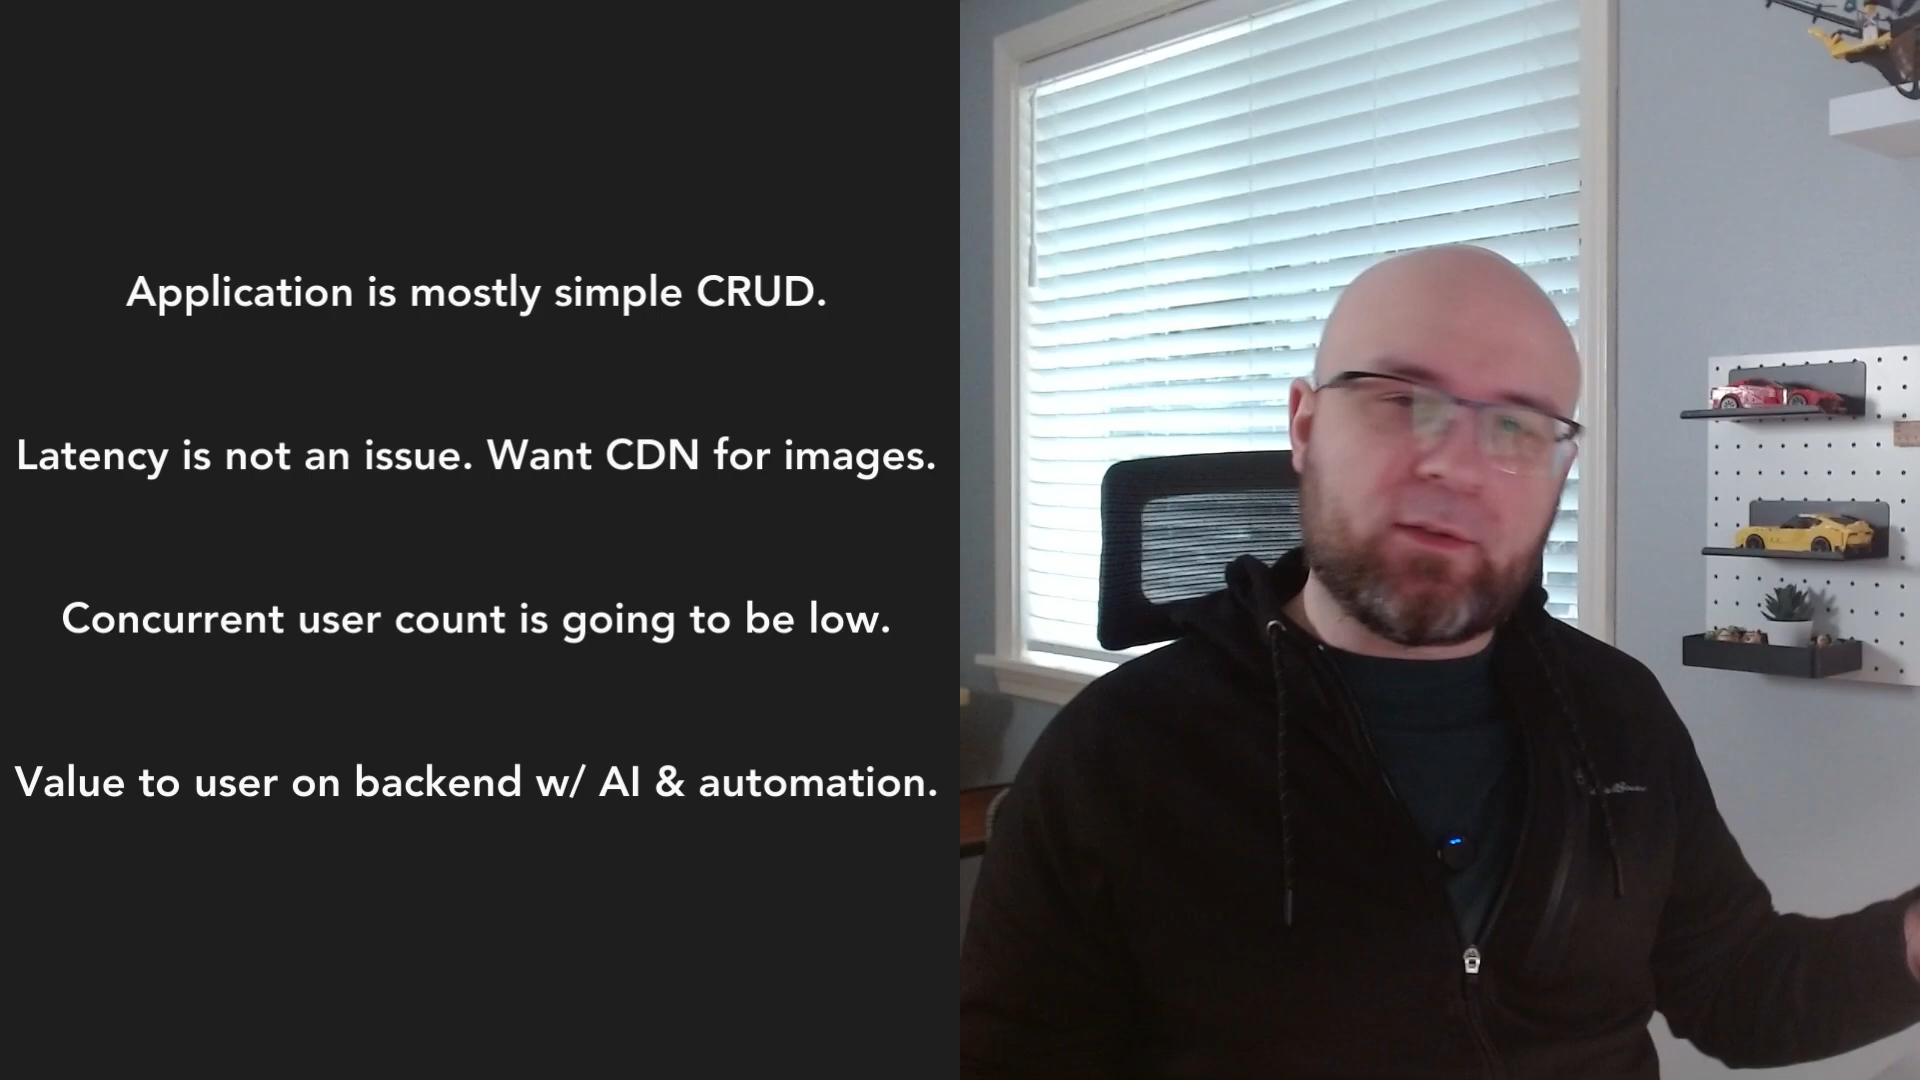 Application is mostly simple CRUD.
Latency is not an issue. Want CDN for images.
Concurrent user count is going to be low.
Value to user on backend w/ AI & automation.